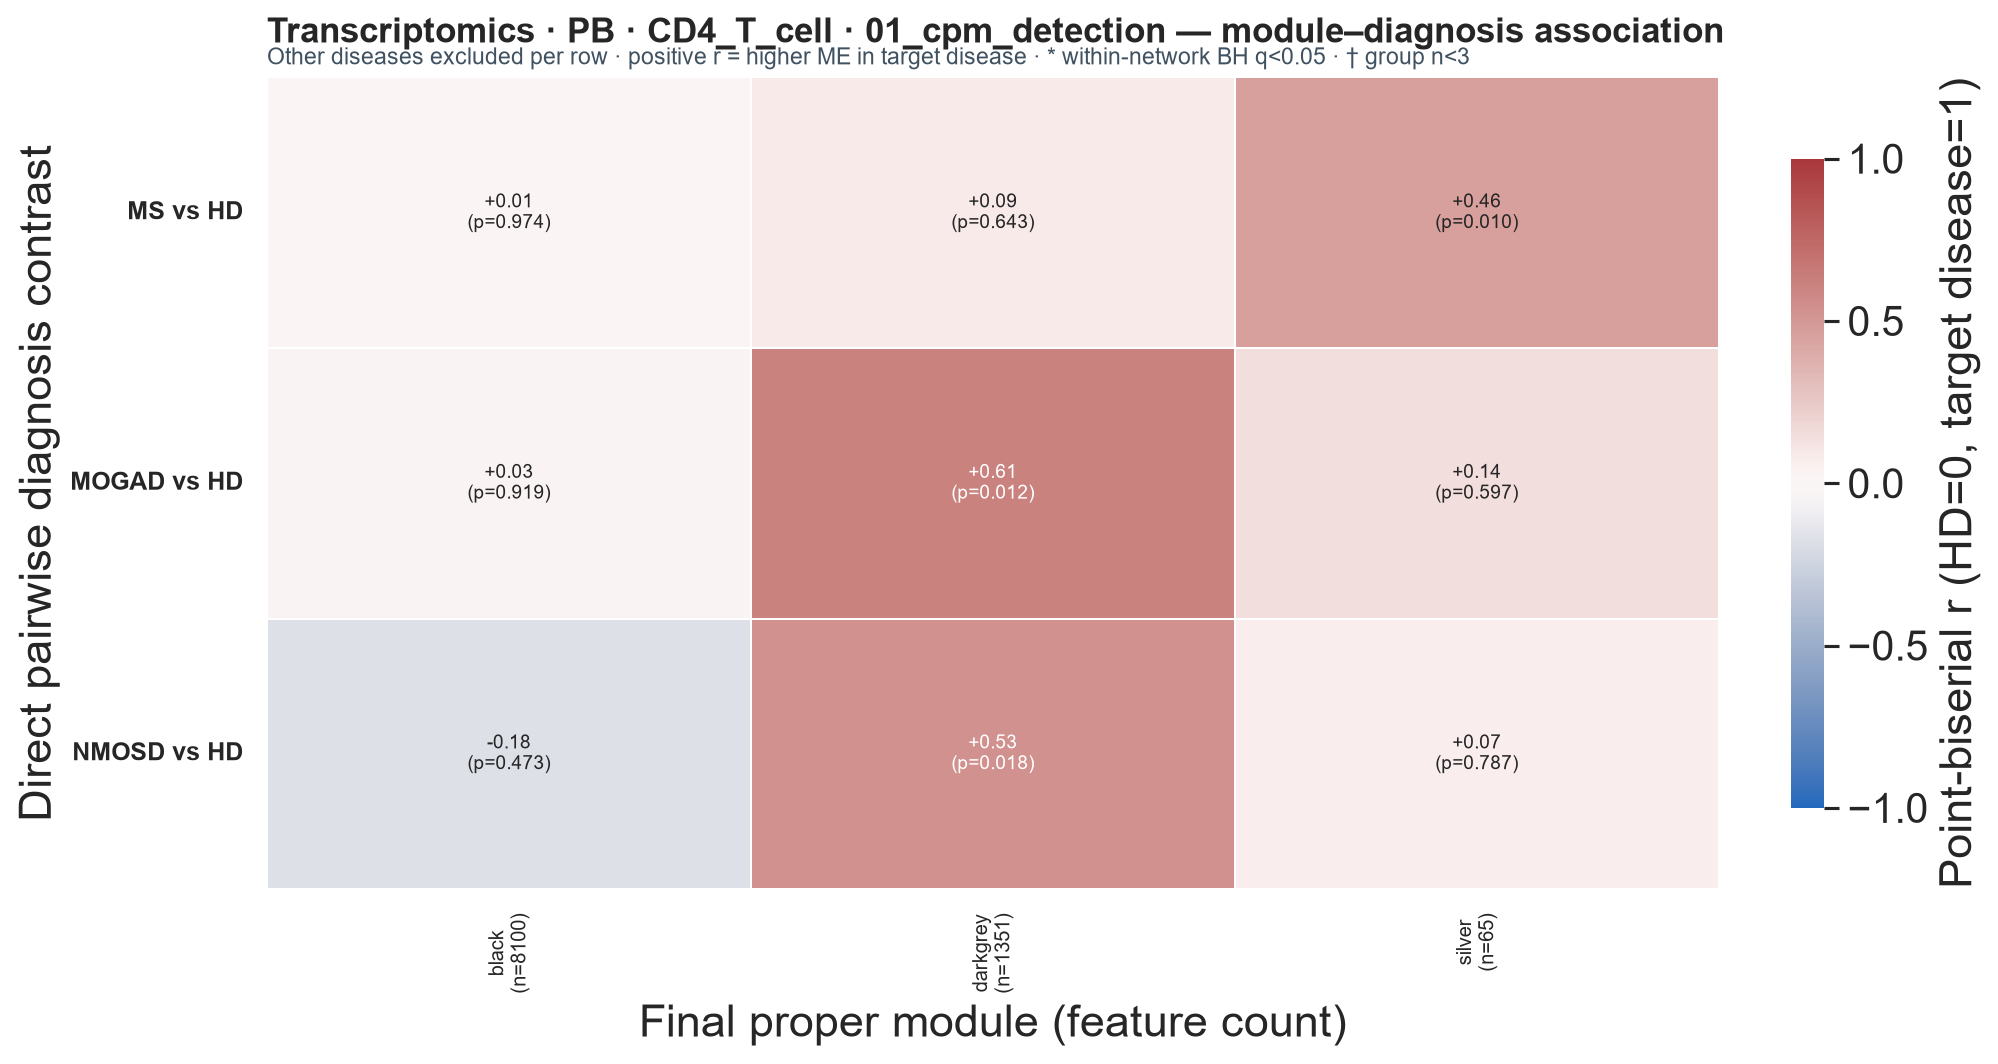 Transcriptomics · PB · CD4_T_cell · 01_cpm_detection — module–diagnosis association
Other diseases excluded per row · positive r = higher ME in target disease · * within-network BH q<0.05 · † group n<3
Direct pairwise diagnosis contrast
MS vs HD
+0.01
(p=0.974)
+0.09
(p=0.643)
+0.46
(p=0.010)
MOGAD vs HD
+0.03
(p=0.919)
+0.61
(p=0.012)
+0.14
(p=0.597)
NMOSD vs HD
-0.18
(p=0.473)
+0.53
(p=0.018)
+0.07
(p=0.787)
black
(n=8100)
darkgrey
(n=1351)
silver
(n=65)
Final proper module (feature count)
1.0
0.5
0.0
−0.5
−1.0
Point-biserial r (HD=0, target disease=1)